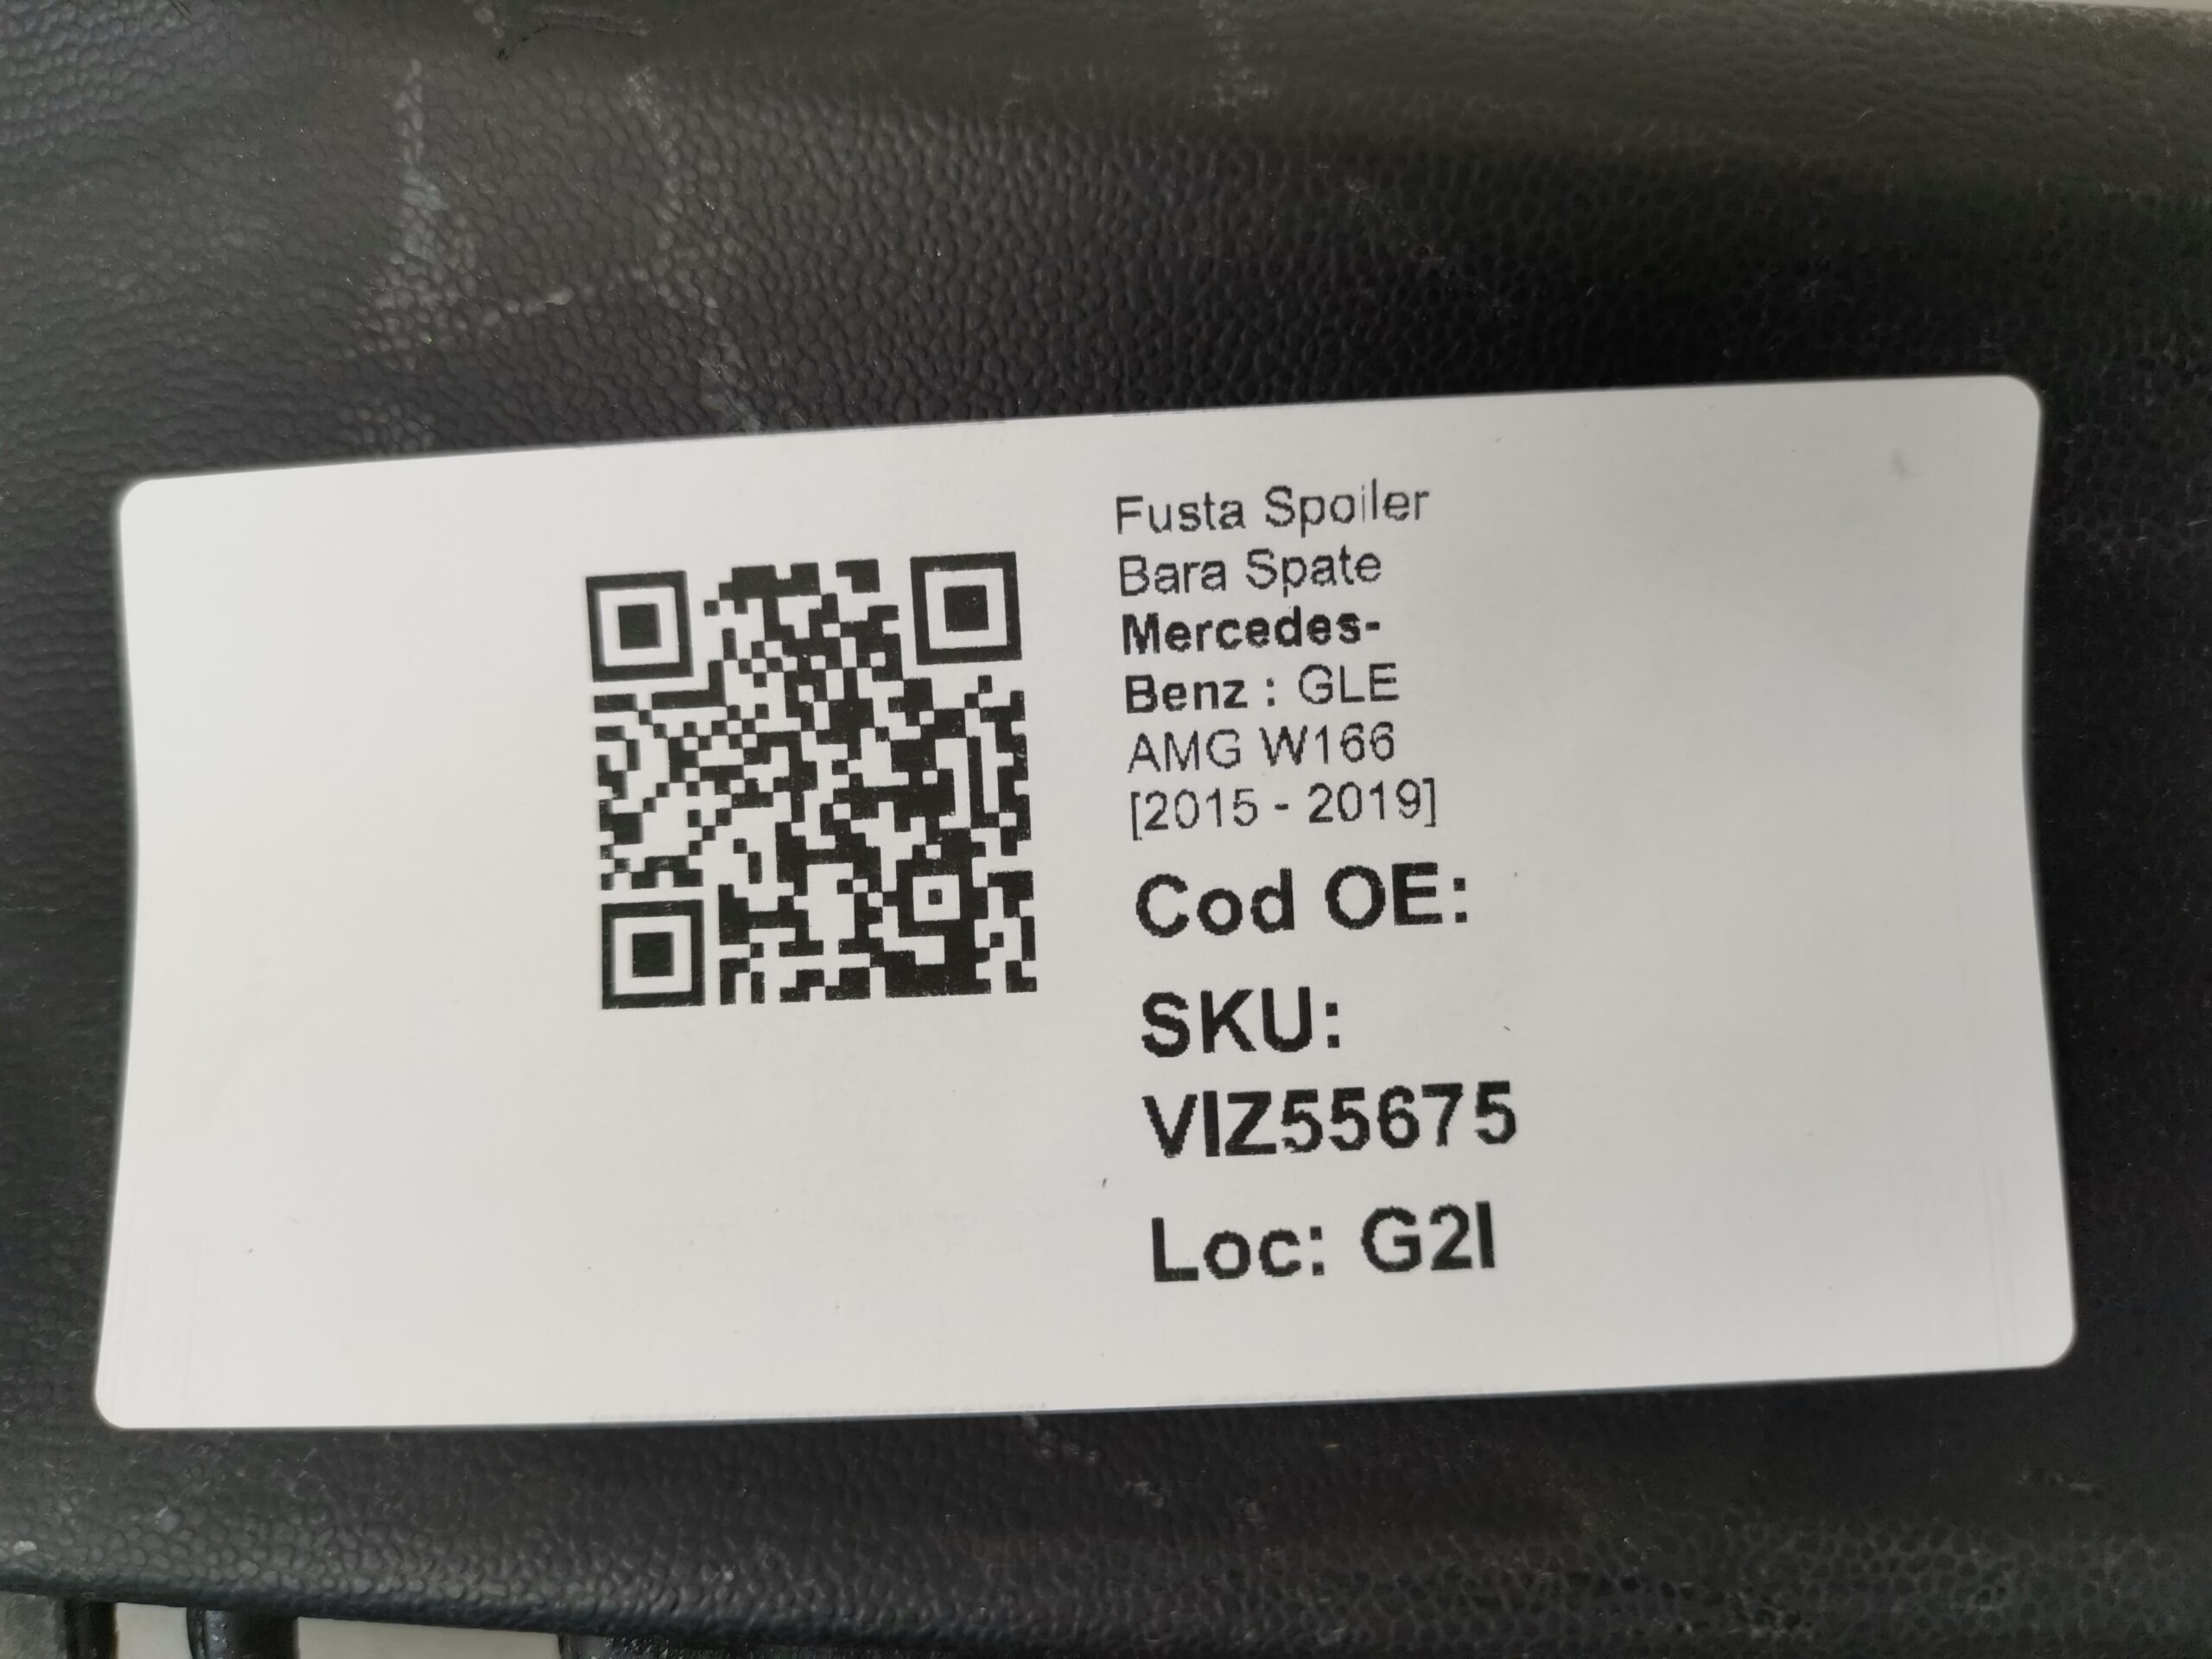 Fusta Spoiler
Bara Spate
Mercedes-
Benz : GLE
AMG W166
[2015 - 2019]
Cod OE:
SKU:
VIZ55675
Loc: G2I